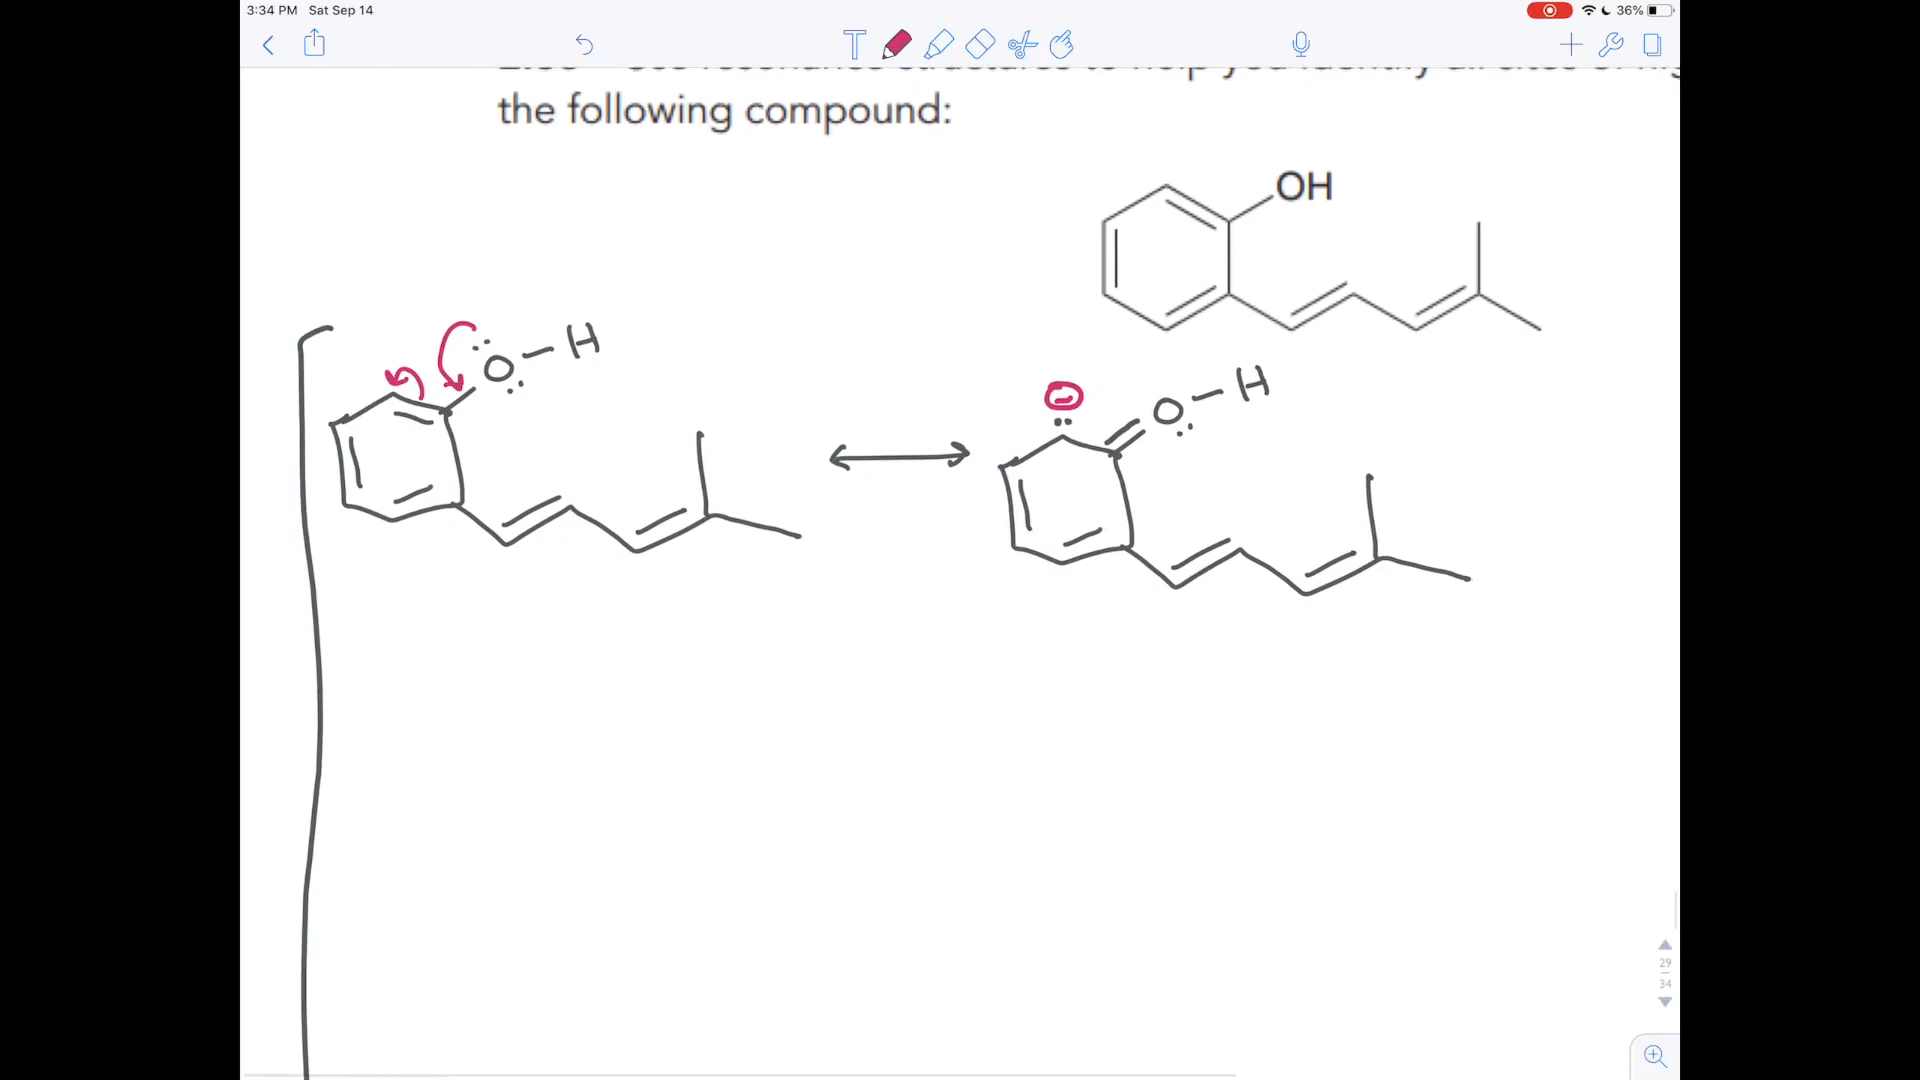 3:34 PM Sat Sep 14
36%
T
the following compound:
OH
O H
O H
29
34